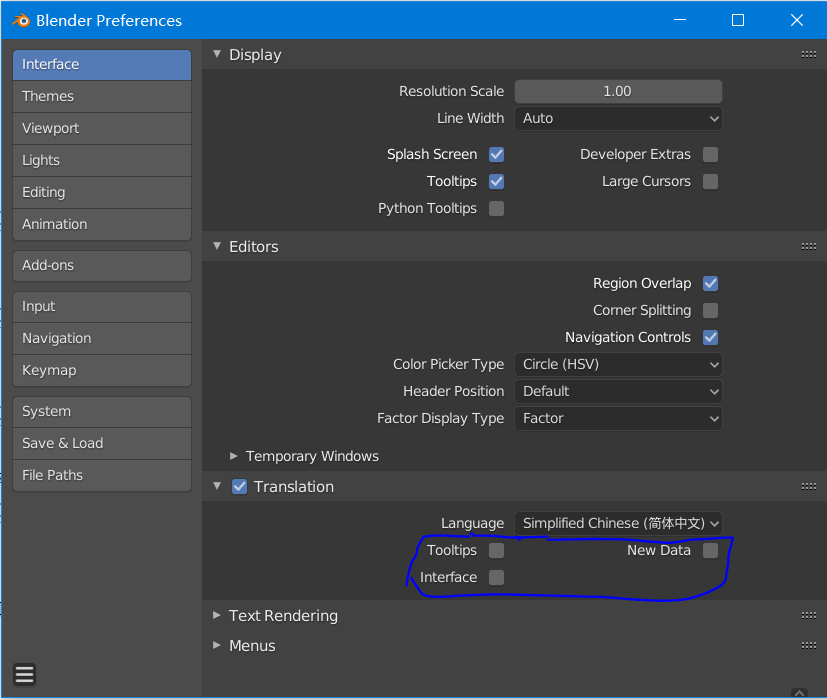 Blender Preferences
Interface
Themes
Viewport
Lights
Editing
Animation
Add-ons
Input
Navigation
Keymap
System
Save & Load
File Paths
Display
Resolution Scale 1.00
Line Width Auto
Splash Screen Developer Extras
Tooltips Large Cursors
Python Tooltips
Editors
Region Overlap
Corner Splitting
Navigation Controls
Color Picker Type Circle (HSV)
Header Position Default
Factor Display Type Factor
Temporary Windows
Translation
Language Simplified Chinese (简体中文)
Tooltips New Data
Interface
Text Rendering
Menus